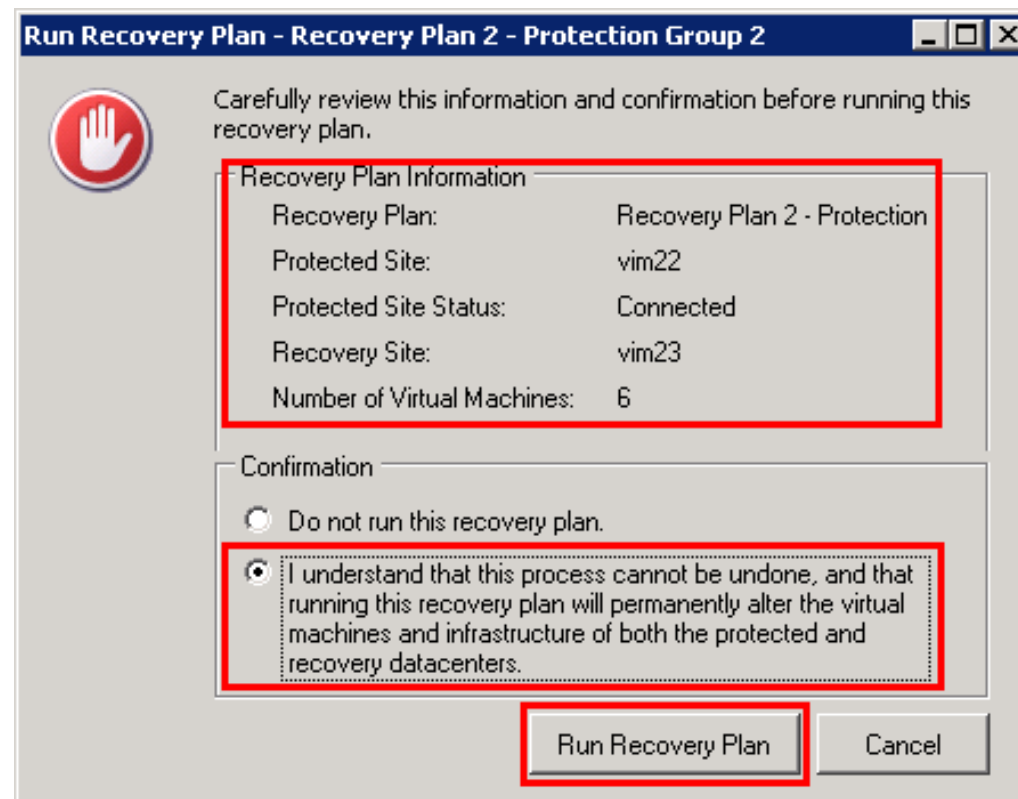 Run Recovery Plan - Recovery Plan 2 - Protection Group 2
Carefully review this information and confirmation before running this
recovery plan.
Recovery Plan Information
Recovery Plan: Recovery Plan 2 - Protection
Protected Site: vim22
Protected Site Status: Connected
Recovery Site: vim23
Number of Virtual Machines: 6
Confirmation
Do not run this recovery plan.
I understand that this process cannot be undone, and that
running this recovery plan will permanently alter the virtual
machines and infrastructure of both the protected and
recovery datacenters.
Run Recovery Plan Cancel